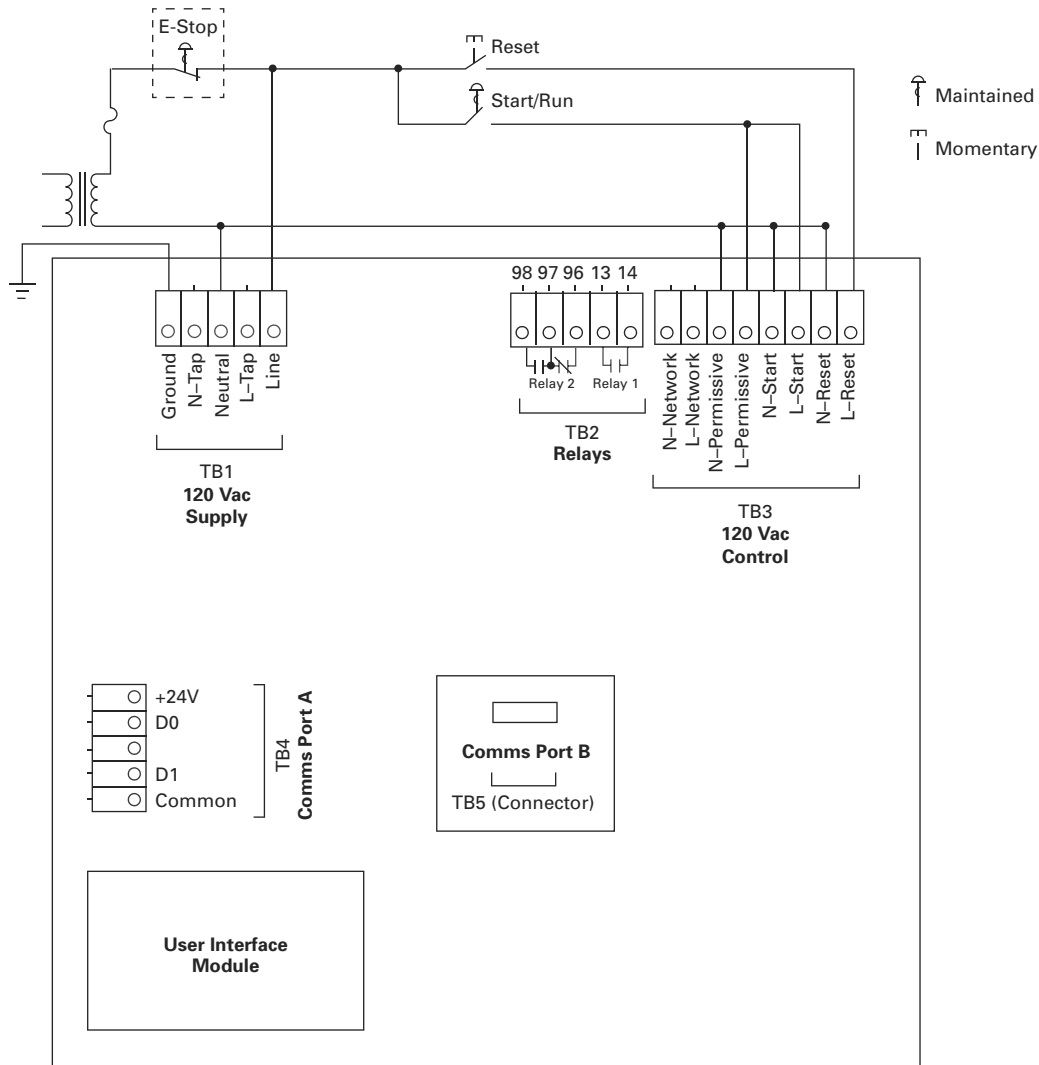 E-Stop
Reset
Start/Run
Maintained
Momentary
98 97 96 13 14
Relay 2
Relay 1
Ground
N–Tap
Neutral
L–Tap
Line
N–Network
L–Network
N–Permissive
L–Permissive
N–Start
L–Start
N–Reset
L–Reset
TB1
120 Vac
Supply
TB2
Relays
TB3
120 Vac
Control
+24V
D0
D1
Common
TB4
Comms Port A
Comms Port B
TB5 (Connector)
User Interface
Module